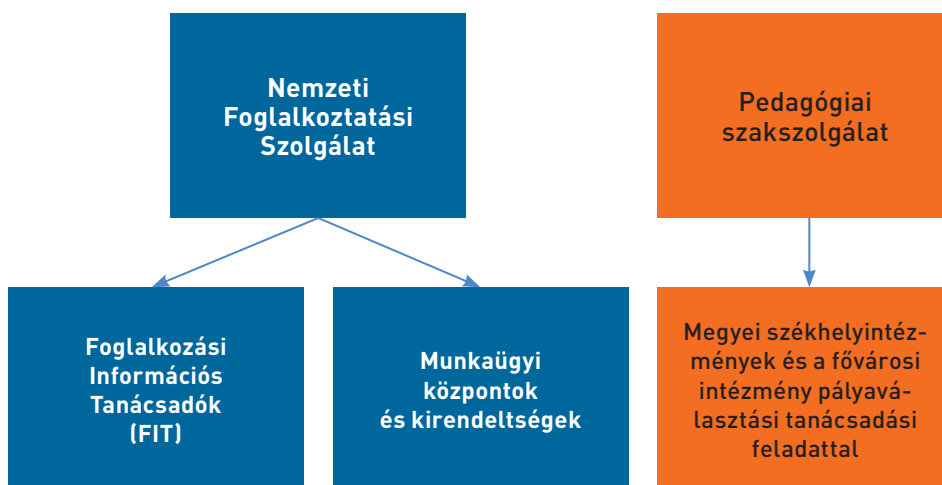 Nemzeti
Foglalkoztatási
Szolgálat
Pedagógiai
szakszolgálat
Foglalkozási
Információs
Tanácsadók
(FIT)
Munkaügyi
központok
és kirendeltségek
Megyei székhelyintéz-
mények és a fővárosi
intézmény pályavá-
lasztási tanácsadási
feladattal